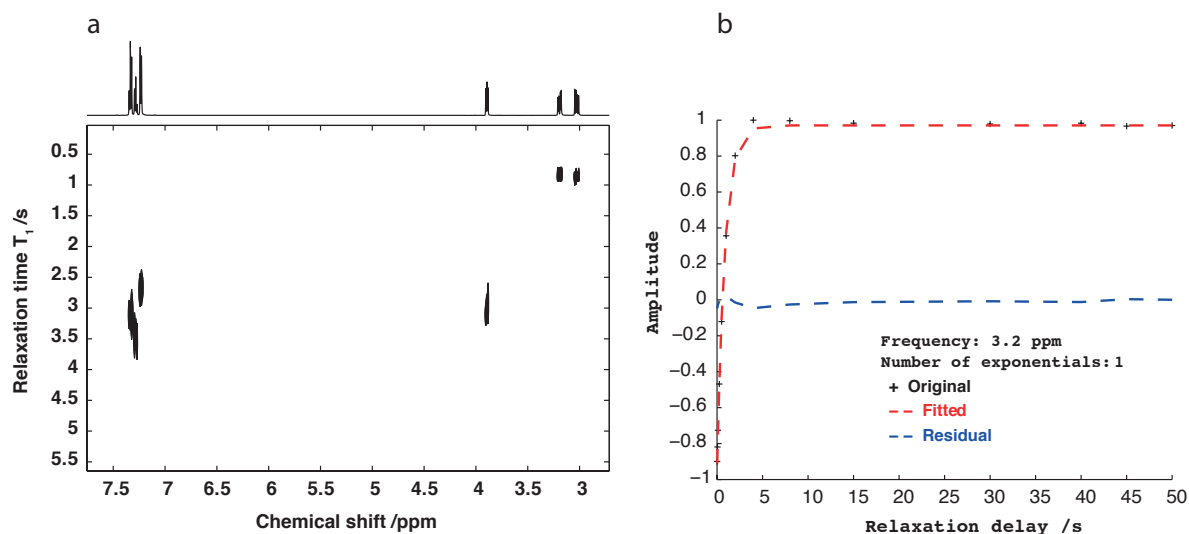 a
0.5
1
1.5
2
2.5
3
3.5
4
4.5
5
5.5
Relaxation time T1 /s
7.5 7 6.5 6 5.5 5 4.5 4 3.5 3
Chemical shift /ppm
b
1
0.8
0.6
0.4
0.2
0
−0.2
−0.4
−0.6
−0.8
−1
Amplitude
Frequency: 3.2 ppm
Number of exponentials:1
+ Original
Fitted
Residual
0 5 10 15 20 25 30 35 40 45 50
Relaxation delay /s